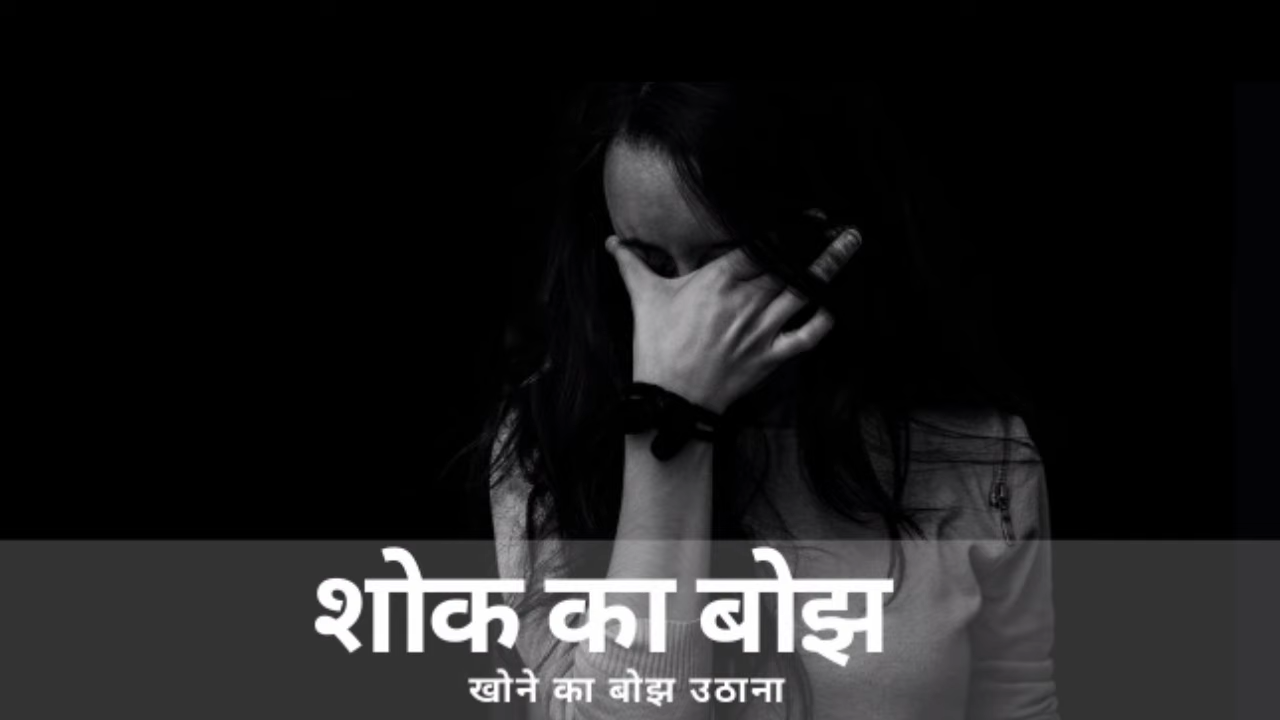 शोक का बोझ
खोने का बोझ उठाना